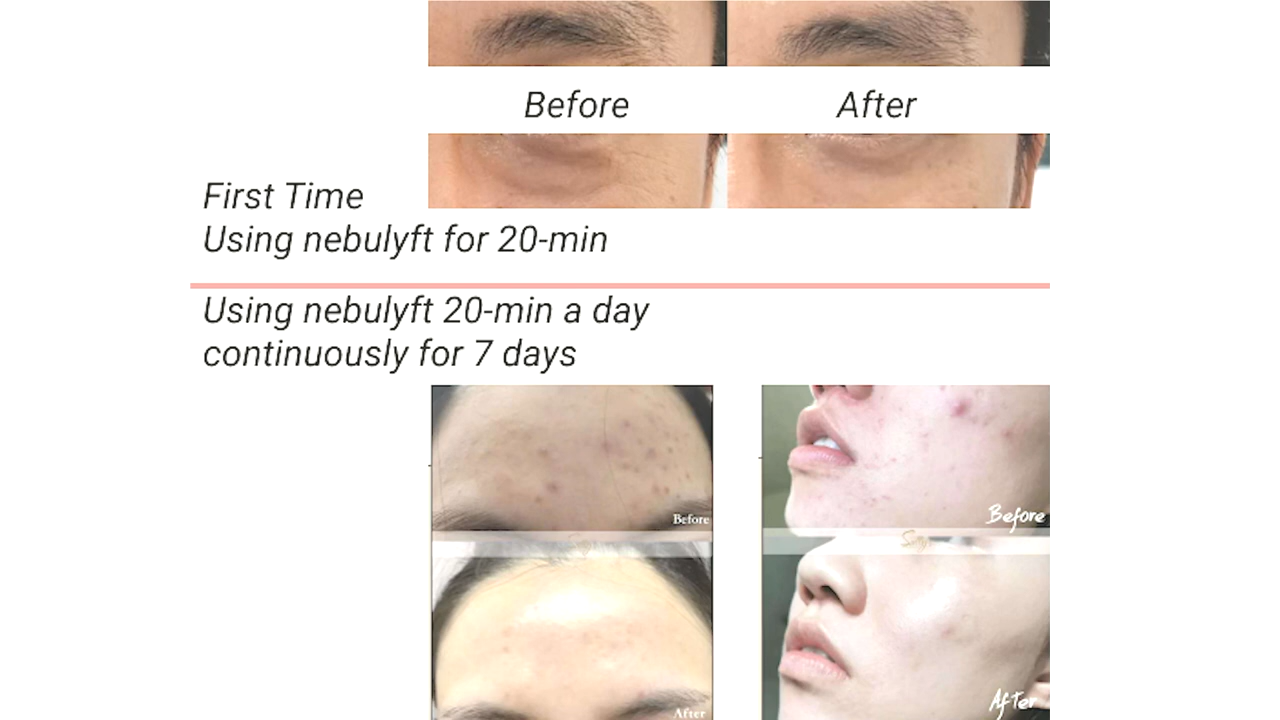 Before
After
First Time
Using nebulyft for 20-min
Using nebulyft 20-min a day
continuously for 7 days
Before
Before
After
After